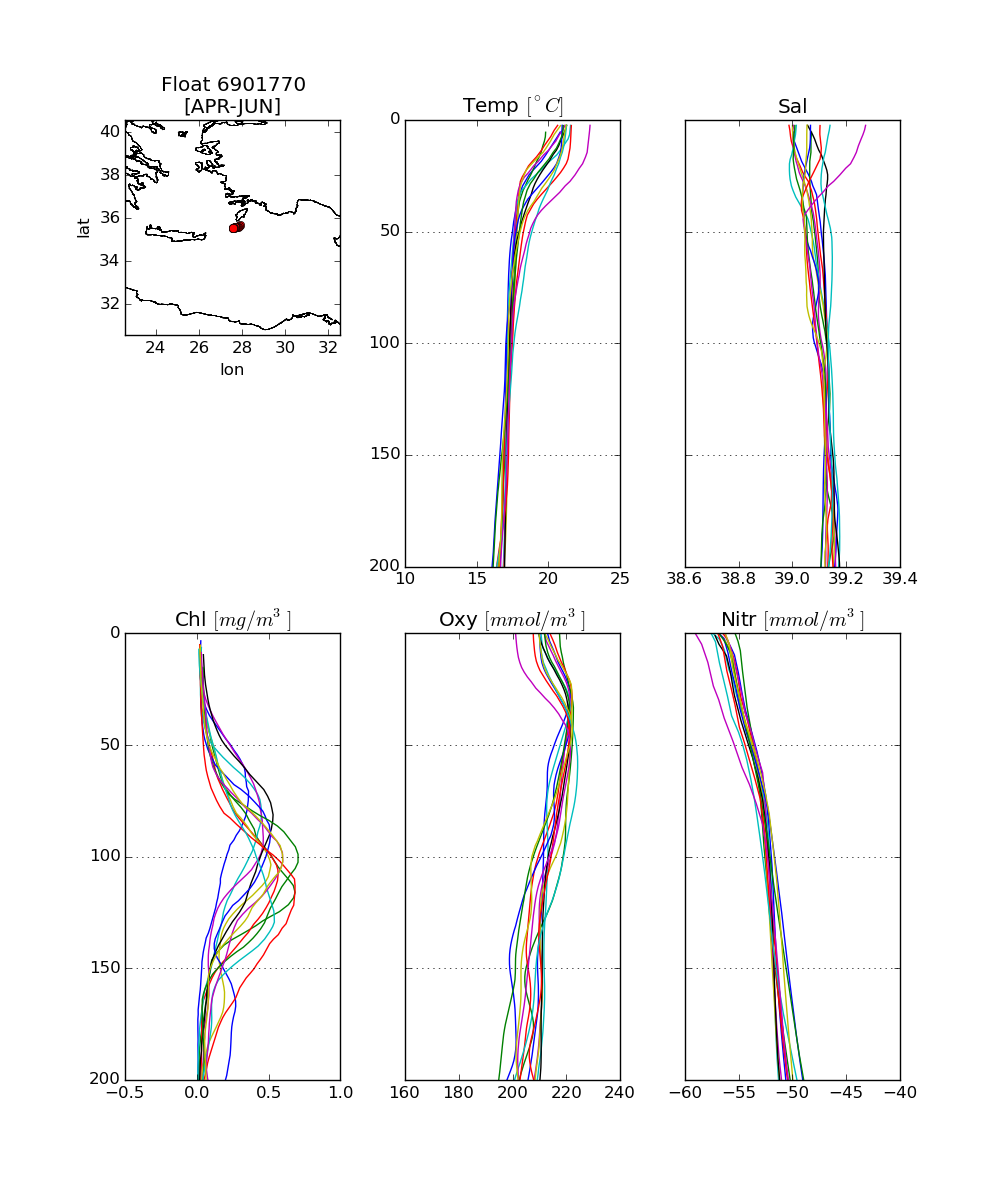 Float 6901770
[APR-JUN]
40
38
36
34
32
lat
24 26 28 30 32
lon
Temp [°C]
0
50
100
150
200
10 15 20 25
Sal
38.6 38.8 39.0 39.2 39.4
Chl [mg/m³]
0
50
100
150
200
−0.5 0.0 0.5 1.0
Oxy [mmol/m³]
160 180 200 220 240
Nitr [mmol/m³]
−60 −55 −50 −45 −40